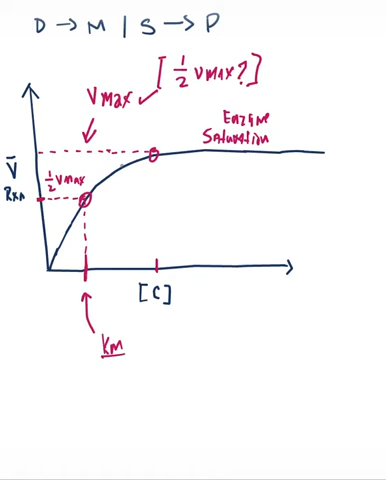 D → M | S → P
[ 1/2 VMAX? ]
VMax ✓
Enzyme
Saturation
V̄
Rxn
1/2 VMax
[C]
KM